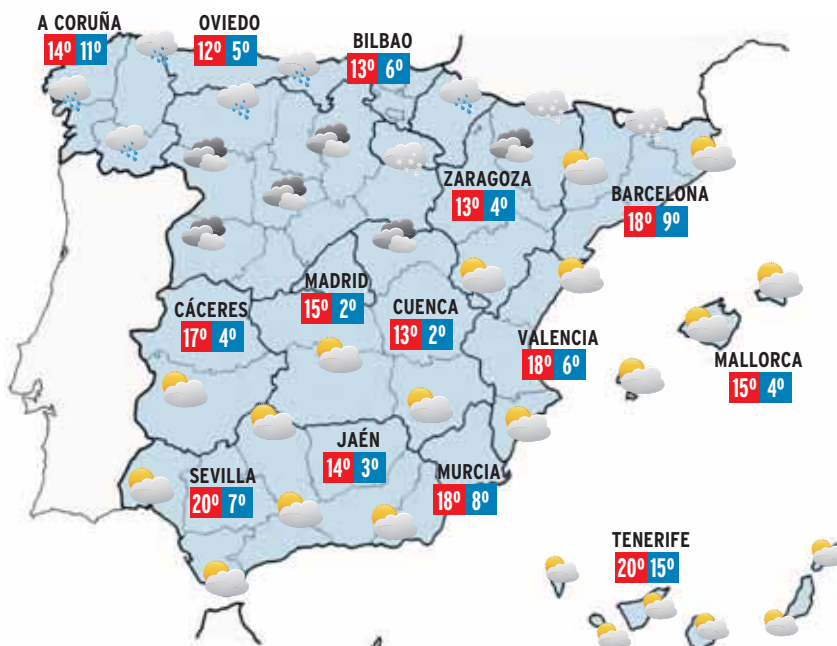 A CORUÑA
14º 11º
OVIEDO
12º 5º
BILBAO
13º 6º
ZARAGOZA
13º 4º
BARCELONA
18º 9º
MADRID
15º 2º
CÁCERES
17º 4º
CUENCA
13º 2º
VALENCIA
18º 6º
MALLORCA
15º 4º
JAÉN
14º 3º
SEVILLA
20º 7º
MURCIA
18º 8º
TENERIFE
20º 15º